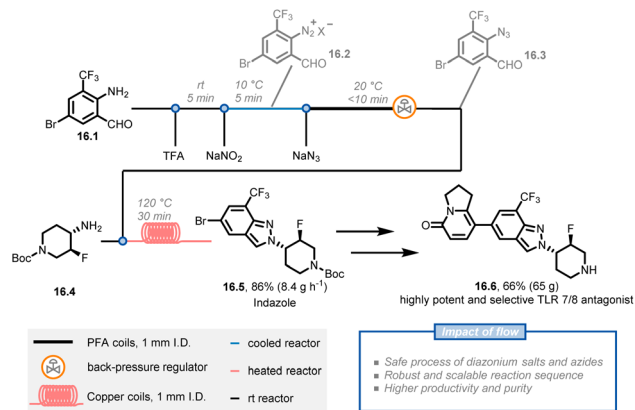 CF₃
N₂⁺ X⁻
16.2
Br
CHO
CF₃
N₃
16.3
Br
CHO
CF₃
NH₂
Br
CHO
16.1
rt
5 min
10 °C
5 min
20 °C
<10 min
TFA
NaNO₂
NaN₃
NH₂
BocN
F
16.4
120 °C
30 min
CF₃
Br
N
N
F
N
Boc
16.5, 86% (8.4 g h⁻¹)
Indazole
N
O
CF₃
N
N
F
NH
16.6, 66% (65 g)
highly potent and selective TLR 7/8 antagonist
PFA coils, 1 mm I.D.
cooled reactor
back-pressure regulator
heated reactor
Copper coils, 1 mm I.D.
rt reactor
Impact of flow
■ Safe process of diazonium salts and azides
■ Robust and scalable reaction sequence
■ Higher productivity and purity